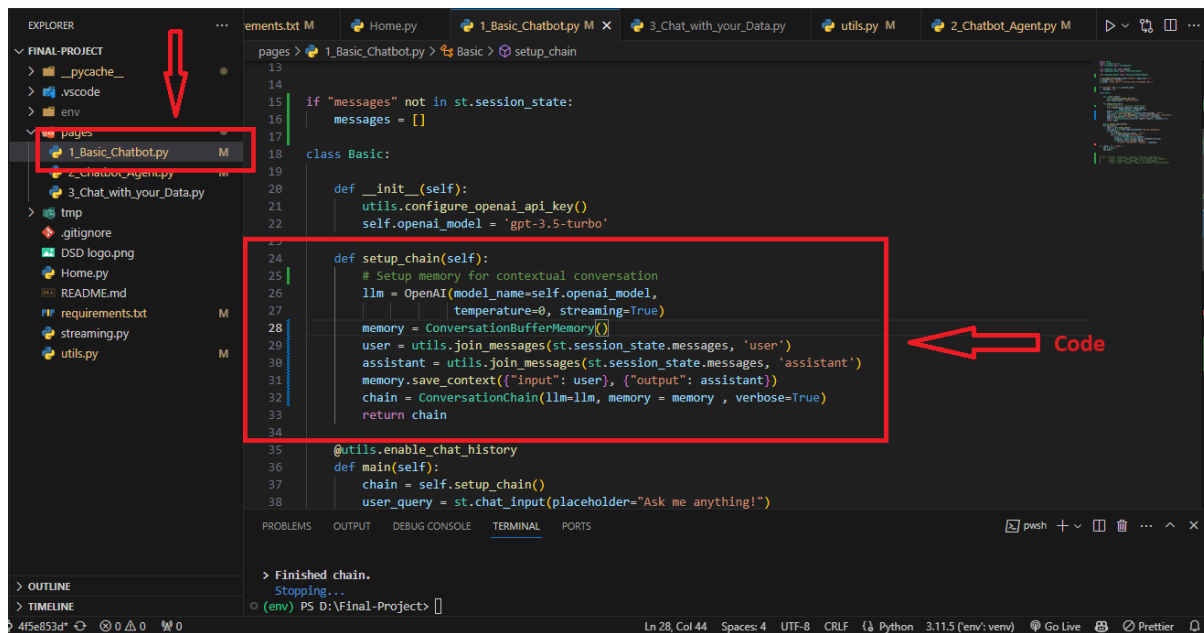 EXPLORER
FINAL-PROJECT
__pycache__
.vscode
env
pages
1_Basic_Chatbot.py M
2_Chatbot_Agent.py M
3_Chat_with_your_Data.py
tmp
.gitignore
DSD logo.png
Home.py
README.md
requirements.txt M
streaming.py
utils.py M
OUTLINE
TIMELINE
ements.txt M Home.py 1_Basic_Chatbot.py M 3_Chat_with_your_Data.py utils.py M 2_Chatbot_Agent.py M
pages > 1_Basic_Chatbot.py > Basic > setup_chain
13
14
15 if "messages" not in st.session_state:
16 messages = []
17
18 class Basic:
19
20 def __init__(self):
21 utils.configure_openai_api_key()
22 self.openai_model = 'gpt-3.5-turbo'
23
24 def setup_chain(self):
25 # Setup memory for contextual conversation
26 llm = OpenAI(model_name=self.openai_model,
27 temperature=0, streaming=True)
28 memory = ConversationBufferMemory()
29 user = utils.join_messages(st.session_state.messages, 'user')
30 assistant = utils.join_messages(st.session_state.messages, 'assistant')
31 memory.save_context({"input": user}, {"output": assistant})
32 chain = ConversationChain(llm=llm, memory = memory , verbose=True)
33 return chain
34
35 @utils.enable_chat_history
36 def main(self):
37 chain = self.setup_chain()
38 user_query = st.chat_input(placeholder="Ask me anything!")
Code
PROBLEMS OUTPUT DEBUG CONSOLE TERMINAL PORTS
pwsh
> Finished chain.
Stopping...
(env) PS D:\Final-Project>
4f5e853d* 0 0 0 Ln 28, Col 44 Spaces: 4 UTF-8 CRLF Python 3.11.5 ('env': venv) Go Live Prettier